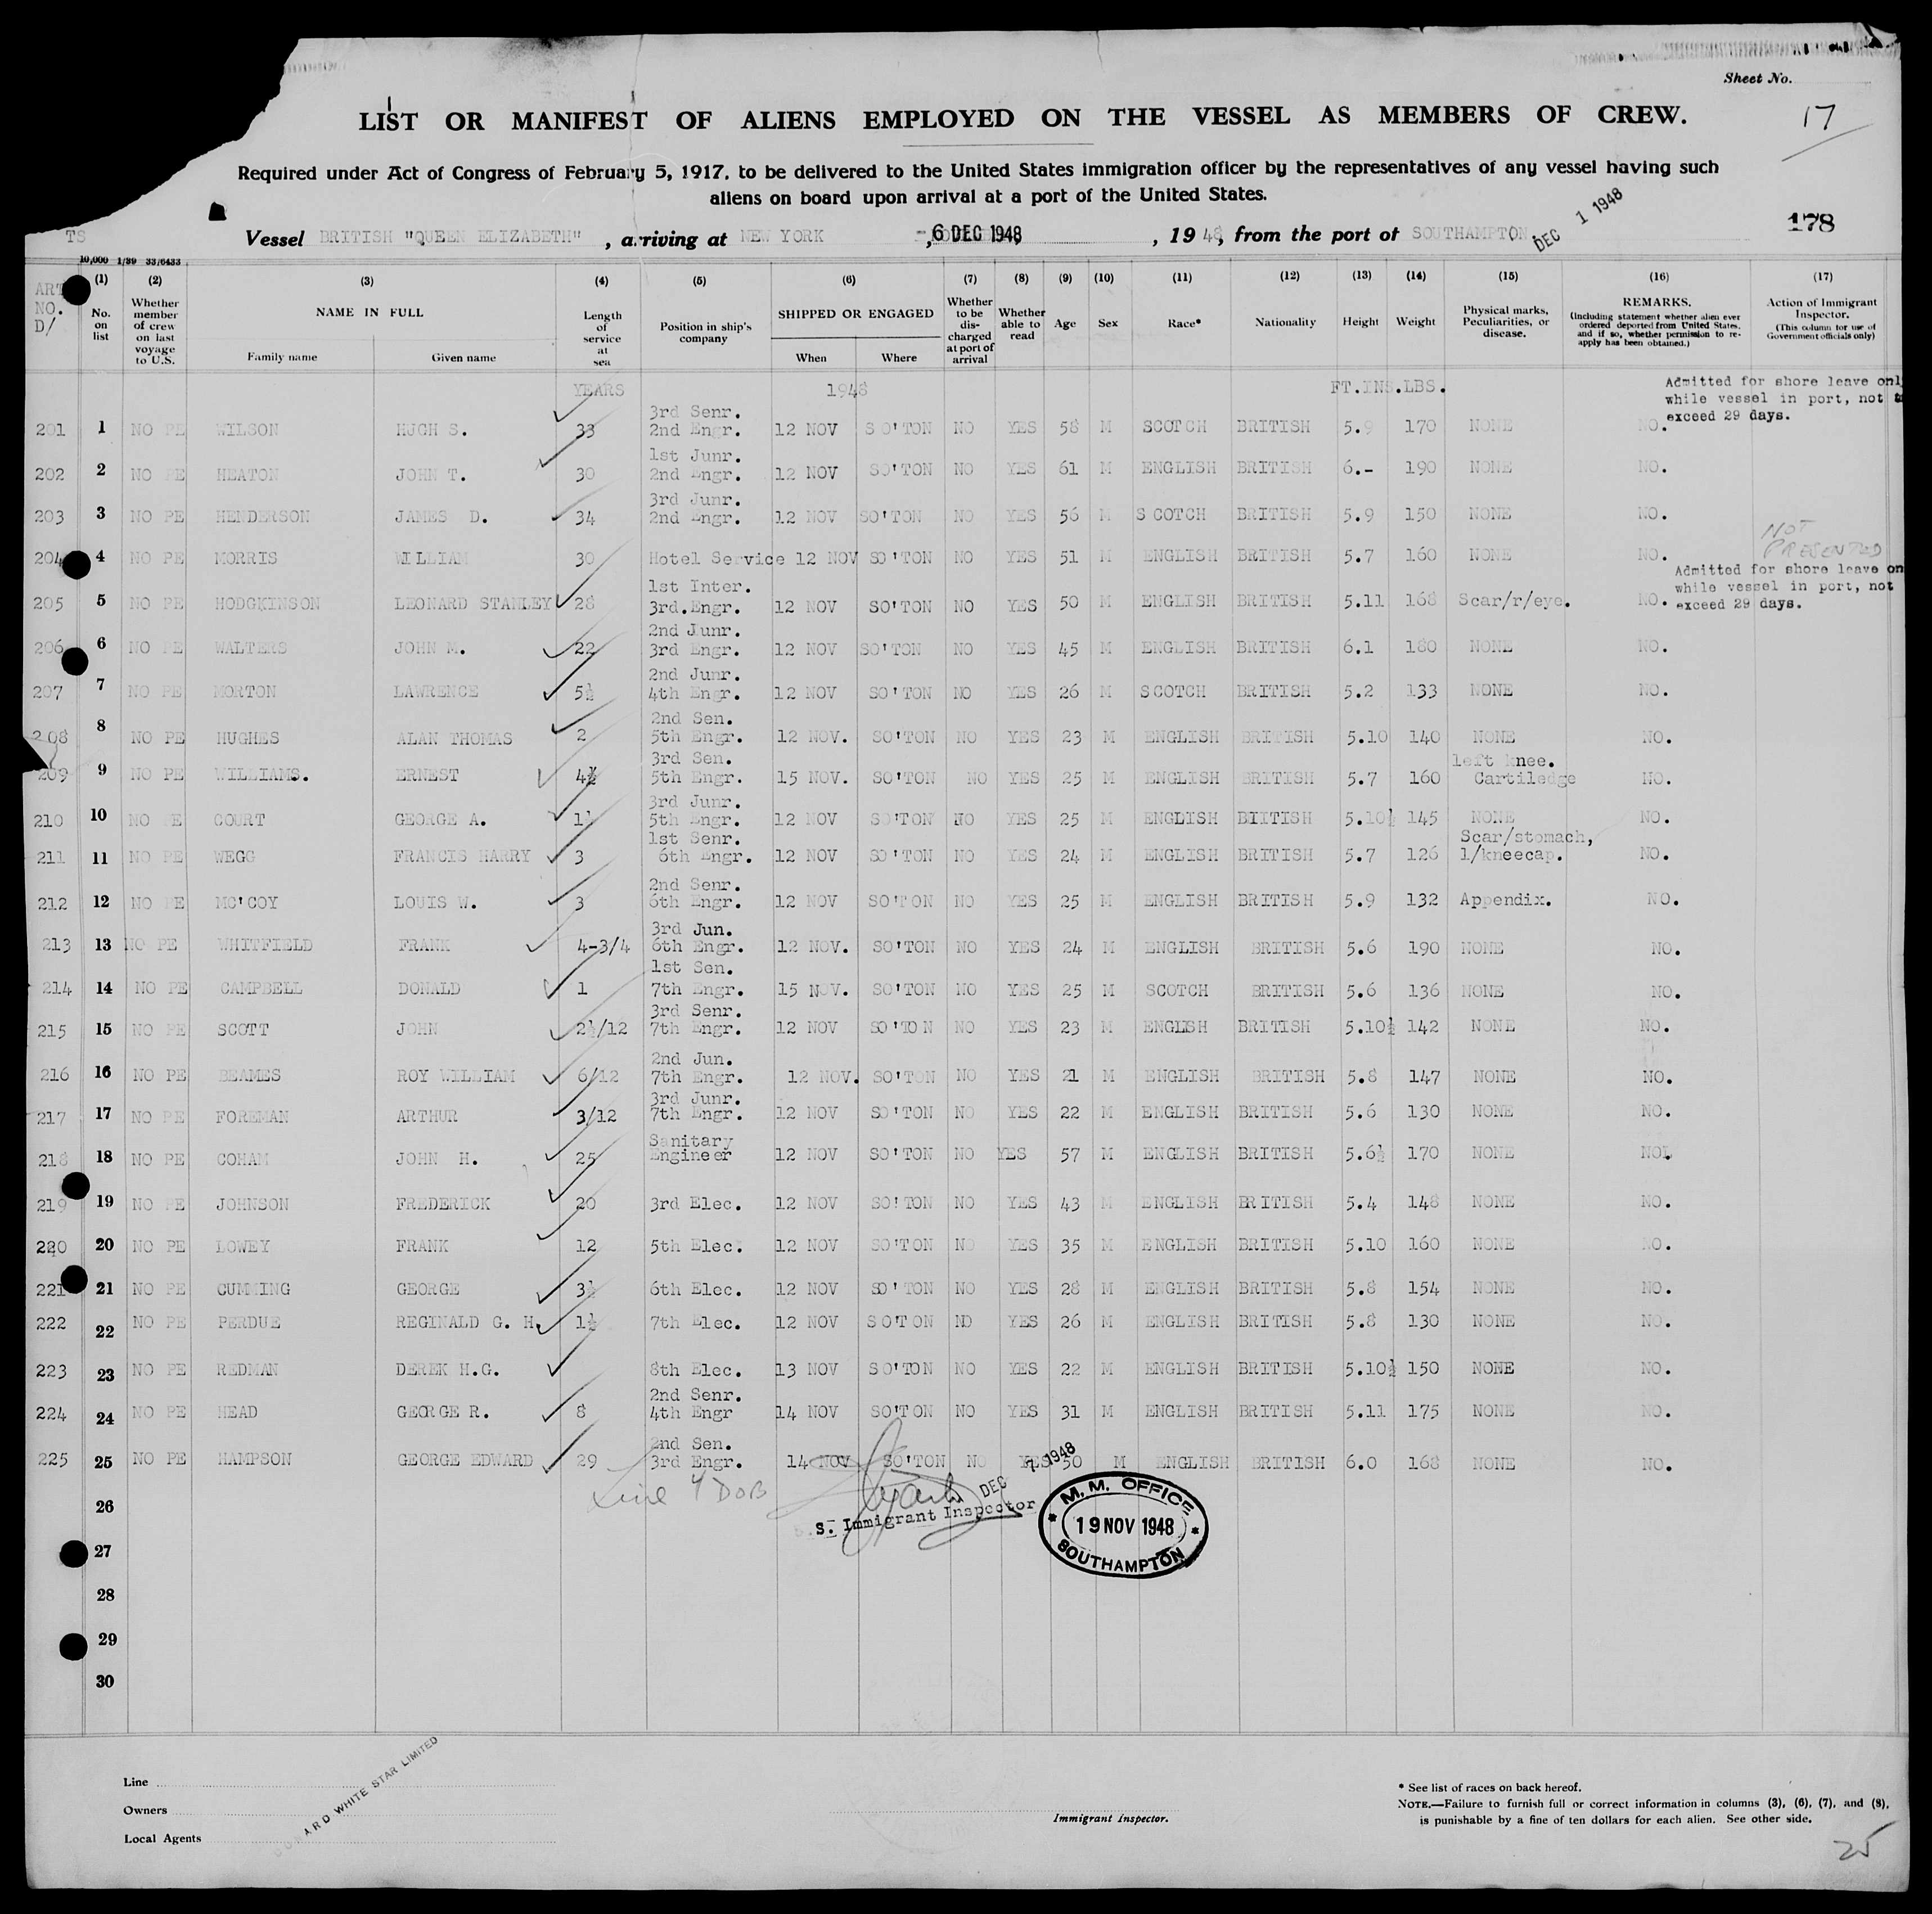 Sheet No.
17
LIST OR MANIFEST OF ALIENS EMPLOYED ON THE VESSEL AS MEMBERS OF CREW.
Required under Act of Congress of February 5, 1917, to be delivered to the United States immigration officer by the representatives of any vessel having such
aliens on board upon arrival at a port of the United States.
TS Vessel BRITISH "QUEEN ELIZABETH" , arriving at NEW YORK , 6 DEC 1948 , 1948, from the port of SOUTHAMPTON DEC 1 1948 178
10,000 1/39 33/6433
ART NO. D/
(1) No. on list
(2) Whether member of crew on last voyage to U.S.
(3) NAME IN FULL
Family name Given name
(4) Length of service at sea
(5) Position in ship's company
(6) SHIPPED OR ENGAGED
When Where
(7) Whether to be discharged at port of arrival
(8) Whether able to read
(9) Age
(10) Sex
(11) Race*
(12) Nationality
(13) Height
(14) Weight
(15) Physical marks, Peculiarities, or disease.
(16) REMARKS. (Including statement whether alien ever ordered deported from United States, and if so, whether permission to re-apply has been obtained.)
(17) Action of Immigrant Inspector. (This column for use of Government officials only)
YEARS 1948 FT.INS.LBS.
Admitted for shore leave only
while vessel in port, not to
exceed 29 days.
201 1 NO PE WILSON HUGH S. 33 3rd Senr. 2nd Engr. 12 NOV SO'TON NO YES 58 M SCOTCH BRITISH 5.9 170 NONE NO.
202 2 NO PE HEATON JOHN T. 30 1st Junr. 2nd Engr. 12 NOV SO'TON NO YES 61 M ENGLISH BRITISH 6.- 190 NONE NO.
203 3 NO PE HENDERSON JAMES D. 34 3rd Junr. 2nd Engr. 12 NOV SO'TON NO YES 56 M SCOTCH BRITISH 5.9 150 NONE NO.
204 4 NO PE MORRIS WILLIAM 30 Hotel Service 12 NOV SO'TON NO YES 51 M ENGLISH BRITISH 5.7 160 NONE NO. NOT PRESENTED
Admitted for shore leave on
while vessel in port, not
exceed 29 days.
205 5 NO PE HODGKINSON LEONARD STANLEY 28 1st Inter. 3rd.Engr. 12 NOV SO'TON NO YES 50 M ENGLISH BRITISH 5.11 168 Scar/r/eye. NO.
206 6 NO PE WALTERS JOHN M. 22 2nd Junr. 3rd Engr. 12 NOV SO'TON NO YES 45 M ENGLISH BRITISH 6.1 180 NONE NO.
207 7 NO PE MORTON LAWRENCE 5½ 2nd Junr. 4th Engr. 12 NOV SO'TON NO YES 26 M SCOTCH BRITISH 5.2 133 NONE NO.
208 8 NO PE HUGHES ALAN THOMAS 2 2nd Sen. 5th Engr. 12 NOV. SO'TON NO YES 23 M ENGLISH BRITISH 5.10 140 NONE NO.
209 9 NO PE WILLIAMS. ERNEST 4½ 3rd Sen. 5th Engr. 15 NOV. SO'TON NO YES 25 M ENGLISH BRITISH 5.7 160 left knee. Cartiledge NO.
210 10 NO PE COURT GEORGE A. 1½ 3rd Junr. 5th Engr. 12 NOV SO'TON NO YES 25 M ENGLISH BIITISH 5.10½ 145 NONE NO.
211 11 NO PE WEGG FRANCIS HARRY 3 1st Senr. 6th Engr. 12 NOV SO'TON NO YES 24 M ENGLISH BRITISH 5.7 126 Scar/stomach, l/kneecap. NO.
212 12 NO PE MC'COY LOUIS W. 3 2nd Senr. 6th Engr. 12 NOV SO'TON NO YES 25 M ENGLISH BRITISH 5.9 132 Appendix. NO.
213 13 NO PE WHITFIELD FRANK 4-3/4 3rd Jun. 6th Engr. 12 NOV. SO'TON NO YES 24 M ENGLISH BRITISH 5.6 190 NONE NO.
214 14 NO PE CAMPBELL DONALD 1 1st Sen. 7th Engr. 15 NOV. SO'TON NO YES 25 M SCOTCH BRITISH 5.6 136 NONE NO.
215 15 NO PE SCOTT JOHN 2½/12 3rd Senr. 7th Engr. 12 NOV SO'TON NO YES 23 M ENGLISH BRITISH 5.10½ 142 NONE NO.
216 16 NO PE BEAMES ROY WILLIAM 6/12 2nd Jun. 7th Engr. 12 NOV. SO'TON NO YES 21 M ENGLISH BRITISH 5.8 147 NONE NO.
217 17 NO PE FOREMAN ARTHUR 3/12 3rd Junr. 7th Engr. 12 NOV SO'TON NO YES 22 M ENGLISH BRITISH 5.6 130 NONE NO.
218 18 NO PE COHAM JOHN H. 25 Sanitary Engineer 12 NOV SO'TON NO YES 57 M ENGLISH BRITISH 5.6½ 170 NONE NO.
219 19 NO PE JOHNSON FREDERICK 20 3rd Elec. 12 NOV SO'TON NO YES 43 M ENGLISH BRITISH 5.4 148 NONE NO.
220 20 NO PE LOWEY FRANK 12 5th Elec. 12 NOV SO'TON NO YES 35 M ENGLISH BRITISH 5.10 160 NONE NO.
221 21 NO PE CUMMING GEORGE 3½ 6th Elec. 12 NOV SO'TON NO YES 28 M ENGLISH BRITISH 5.8 154 NONE NO.
222 22 NO PE PERDUE REGINALD G. H. 1½ 7th Elec. 12 NOV SO'TON NO YES 26 M ENGLISH BRITISH 5.8 130 NONE NO.
223 23 NO PE REDMAN DEREK H.G. 8th Elec. 13 NOV SO'TON NO YES 22 M ENGLISH BRITISH 5.10½ 150 NONE NO.
224 24 NO PE HEAD GEORGE R. 8 2nd Senr. 4th Engr 14 NOV SO'TON NO YES 31 M ENGLISH BRITISH 5.11 175 NONE NO.
225 25 NO PE HAMPSON GEORGE EDWARD 29 2nd Sen. 3rd Engr. 14 NOV SO'TON NO YES 50 M ENGLISH BRITISH 6.0 168 NONE NO.
Line 4 DOB
DEC 7 1948
S. Immigrant Inspector
M. M. OFFICE
19 NOV 1948
SOUTHAMPTON
26
27
28
29
30
Line
Owners
Local Agents
CUNARD WHITE STAR LIMITED
Immigrant Inspector.
* See list of races on back hereof.
NOTE.—Failure to furnish full or correct information in columns (3), (6), (7), and (8),
is punishable by a fine of ten dollars for each alien. See other side.
25